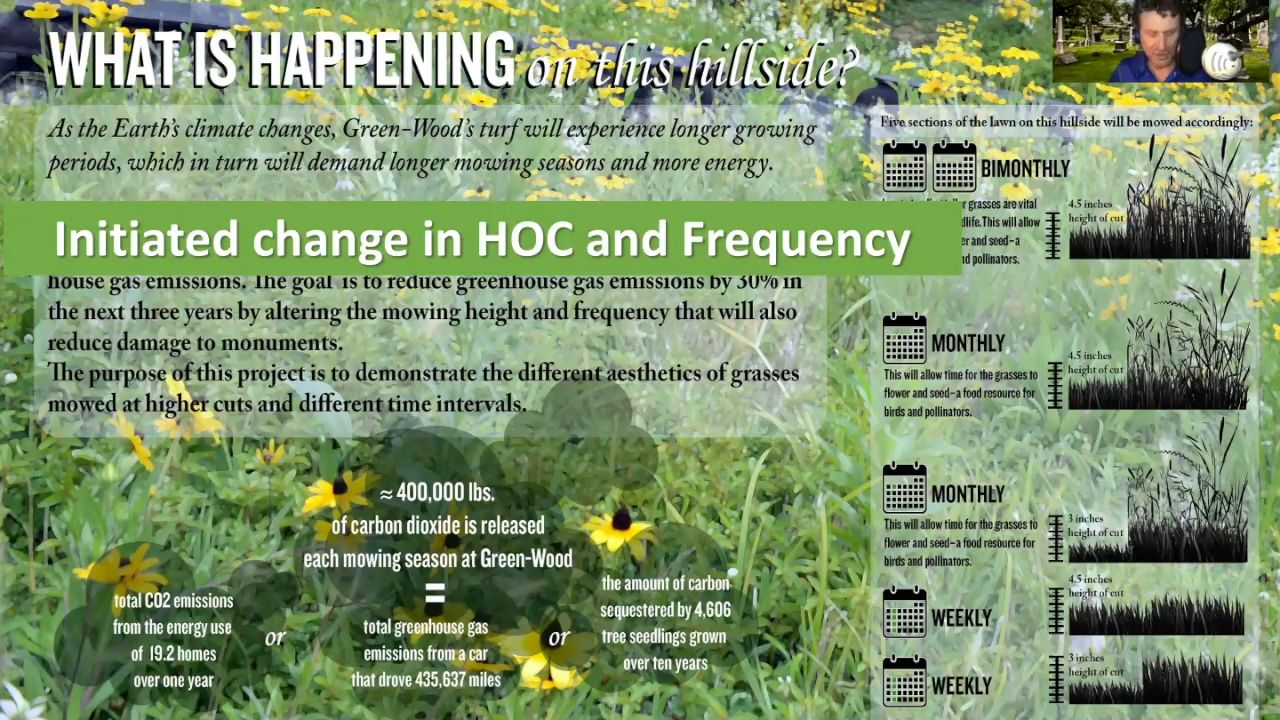 WHAT IS HAPPENING on this hillside?
As the Earth's climate changes, Green-Wood's turf will experience longer growing
periods, which in turn will demand longer mowing seasons and more energy.
Initiated change in HOC and Frequency
house gas emissions. The goal is to reduce greenhouse gas emissions by 30% in
the next three years by altering the mowing height and frequency that will also
reduce damage to monuments.
The purpose of this project is to demonstrate the different aesthetics of grasses
mowed at higher cuts and different time intervals.
≈ 400,000 lbs.
of carbon dioxide is released
each mowing season at Green-Wood
=
total CO2 emissions
from the energy use
of 19.2 homes
over one year
or
total greenhouse gas
emissions from a car
that drove 435,637 miles
or
the amount of carbon
sequestered by 4,606
tree seedlings grown
over ten years
Five sections of the lawn on this hillside will be mowed accordingly:
BIMONTHLY
grasses are vital
This will allow
and seed–a
pollinators.
4.5 inches
height of cut
MONTHLY
This will allow time for the grasses to
flower and seed–a food resource for
birds and pollinators.
4.5 inches
height of cut
MONTHLY
This will allow time for the grasses to
flower and seed–a food resource for
birds and pollinators.
3 inches
height of cut
WEEKLY
4.5 inches
height of cut
WEEKLY
3 inches
height of cut